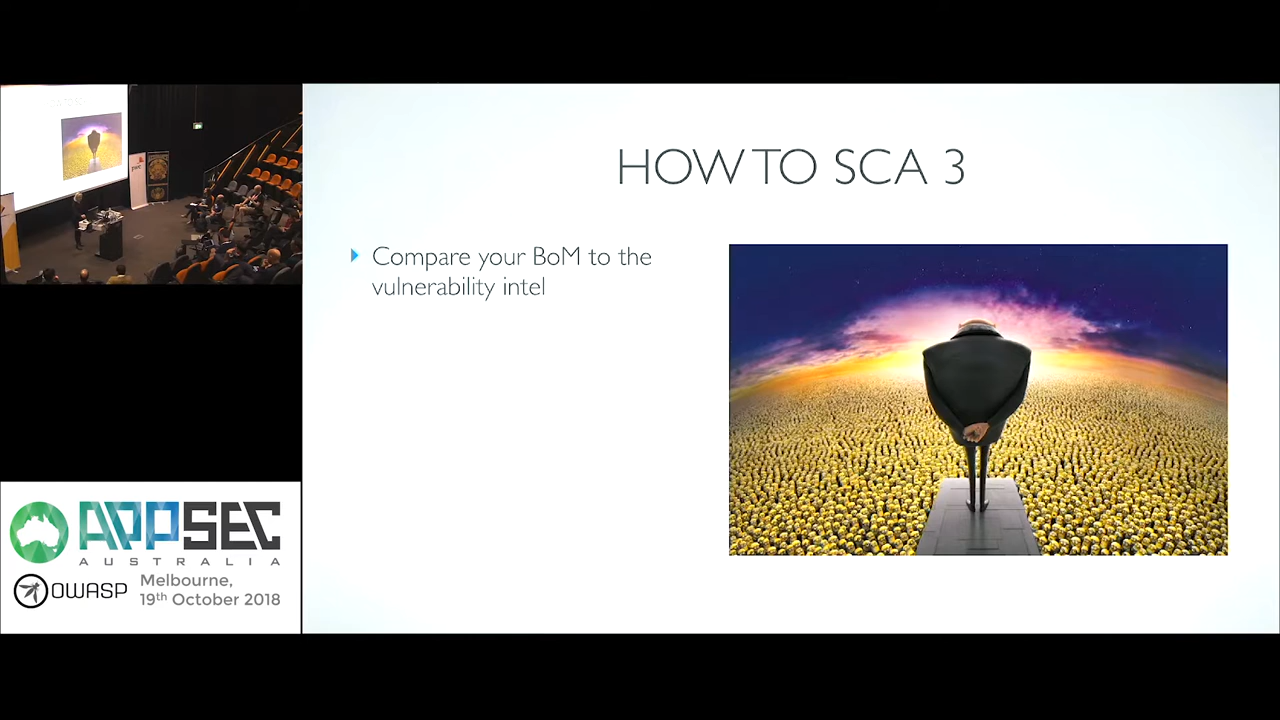 HOW TO SCA 3
Compare your BoM to the
vulnerability intel
APPSEC
AUSTRALIA
OWASP
Melbourne,
19th October 2018